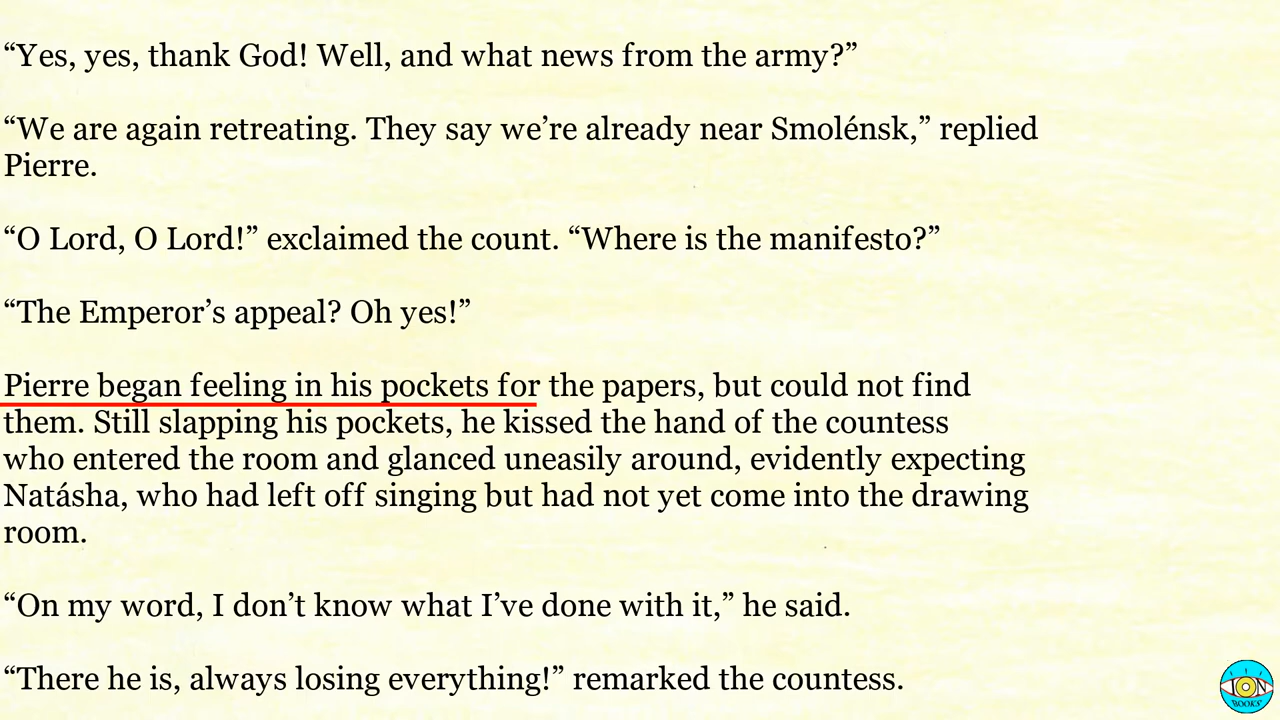 “Yes, yes, thank God! Well, and what news from the army?”
“We are again retreating. They say we’re already near Smolénsk,” replied
Pierre.
“O Lord, O Lord!” exclaimed the count. “Where is the manifesto?”
“The Emperor’s appeal? Oh yes!”
Pierre began feeling in his pockets for the papers, but could not find
them. Still slapping his pockets, he kissed the hand of the countess
who entered the room and glanced uneasily around, evidently expecting
Natásha, who had left off singing but had not yet come into the drawing
room.
“On my word, I don’t know what I’ve done with it,” he said.
“There he is, always losing everything!” remarked the countess.
ION
BOOKS